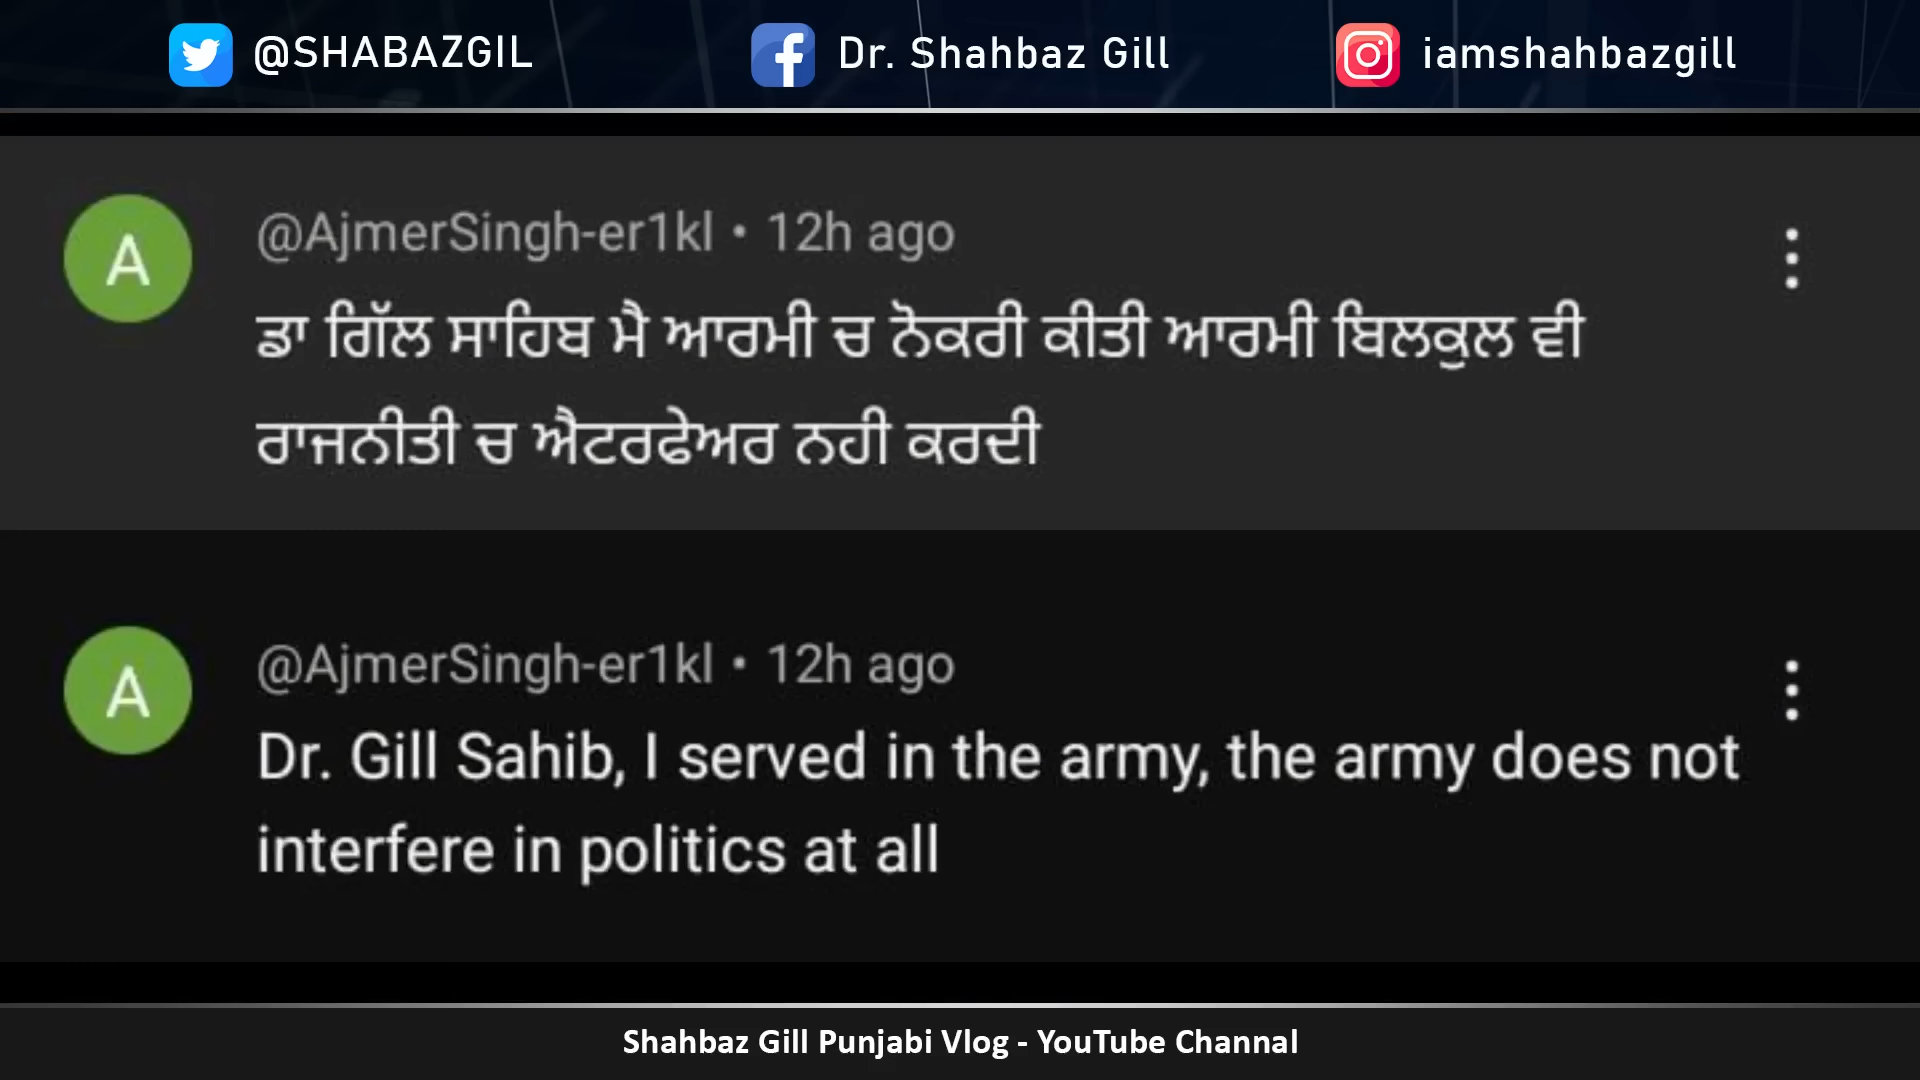 @SHABAZGIL
Dr. Shahbaz Gill
iamshahbazgill
@AjmerSingh-er1kl • 12h ago
ਡਾ ਗਿੱਲ ਸਾਹਿਬ ਮੈ ਆਰਮੀ ਚ ਨੋਕਰੀ ਕੀਤੀ ਆਰਮੀ ਬਿਲਕੁਲ ਵੀ
ਰਾਜਨੀਤੀ ਚ ਐਟਰਫੇਅਰ ਨਹੀ ਕਰਦੀ
@AjmerSingh-er1kl • 12h ago
Dr. Gill Sahib, I served in the army, the army does not
interfere in politics at all
Shahbaz Gill Punjabi Vlog - YouTube Channal